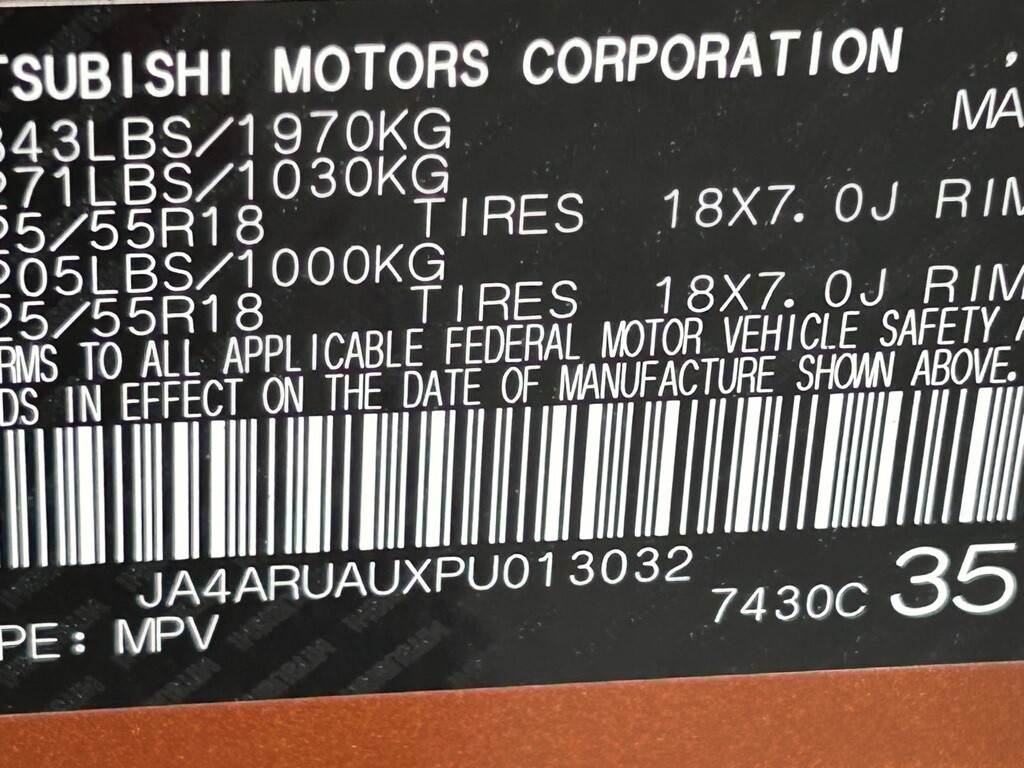 TSUBISHI MOTORS CORPORATION ,
MA
343LBS/1970KG
271LBS/1030KG
25/55R18 TIRES 18X7.0J RIM
205LBS/1000KG
25/55R18 TIRES 18X7.0J RIM
RMS TO ALL APPLICABLE FEDERAL MOTOR VEHICLE SAFETY A
DS IN EFFECT ON THE DATE OF MANUFACTURE SHOWN ABOVE.
JA4ARUAUXPU013032
7430C 35
PE: MPV